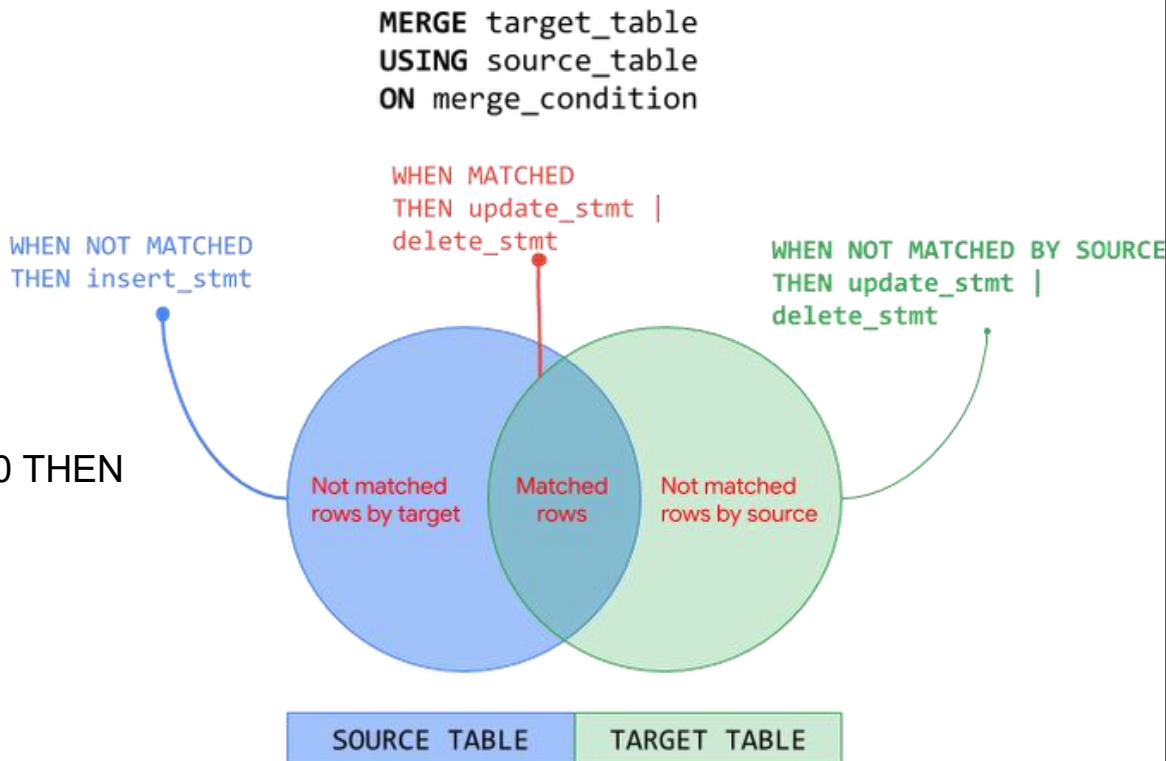 MERGE target_table
USING source_table
ON merge_condition
WHEN MATCHED
THEN update_stmt |
delete_stmt
WHEN NOT MATCHED
THEN insert_stmt
WHEN NOT MATCHED BY SOURCE
THEN update_stmt |
delete_stmt
0 THEN
Not matched
rows by target
Matched
rows
Not matched
rows by source
SOURCE TABLE
TARGET TABLE